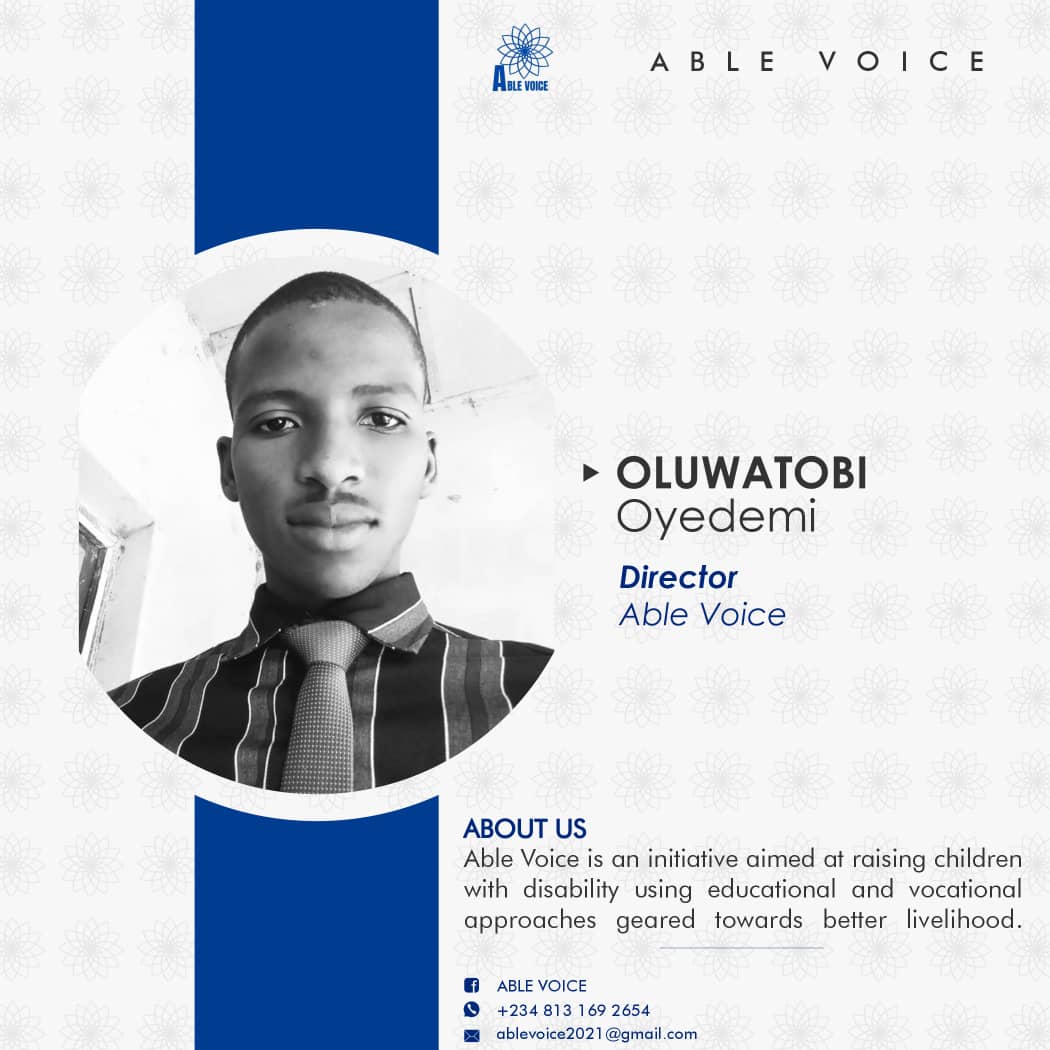 ABLE VOICE
ABLE VOICE
OLUWATOBI
Oyedemi
Director
Able Voice
ABOUT US
Able Voice is an initiative aimed at raising children
with disability using educational and vocational
approaches geared towards better livelihood.
ABLE VOICE
+234 813 169 2654
ablevoice2021@gmail.com